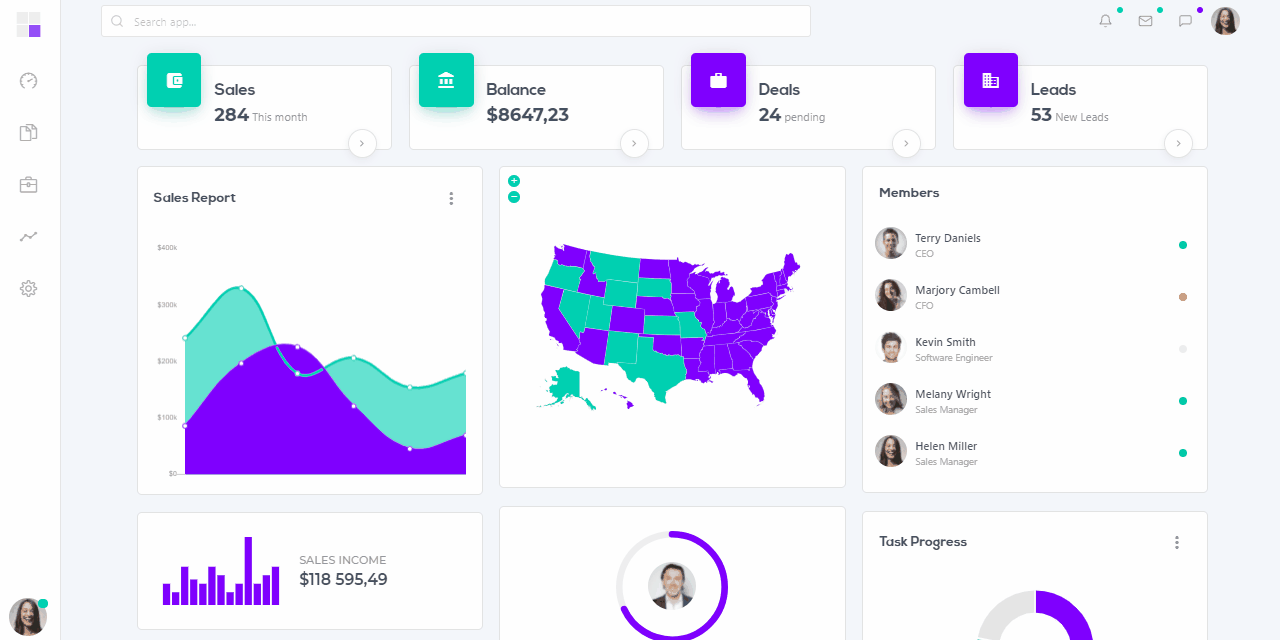 Search app...
Sales
284 This month
Balance
$8647,23
Deals
24 pending
Leads
53 New Leads
Sales Report
$400k
$300k
$200k
$100k
$0
Members
Terry Daniels
CEO
Marjory Cambell
CFO
Kevin Smith
Software Engineer
Melany Wright
Sales Manager
Helen Miller
Sales Manager
SALES INCOME
$118 595,49
Task Progress